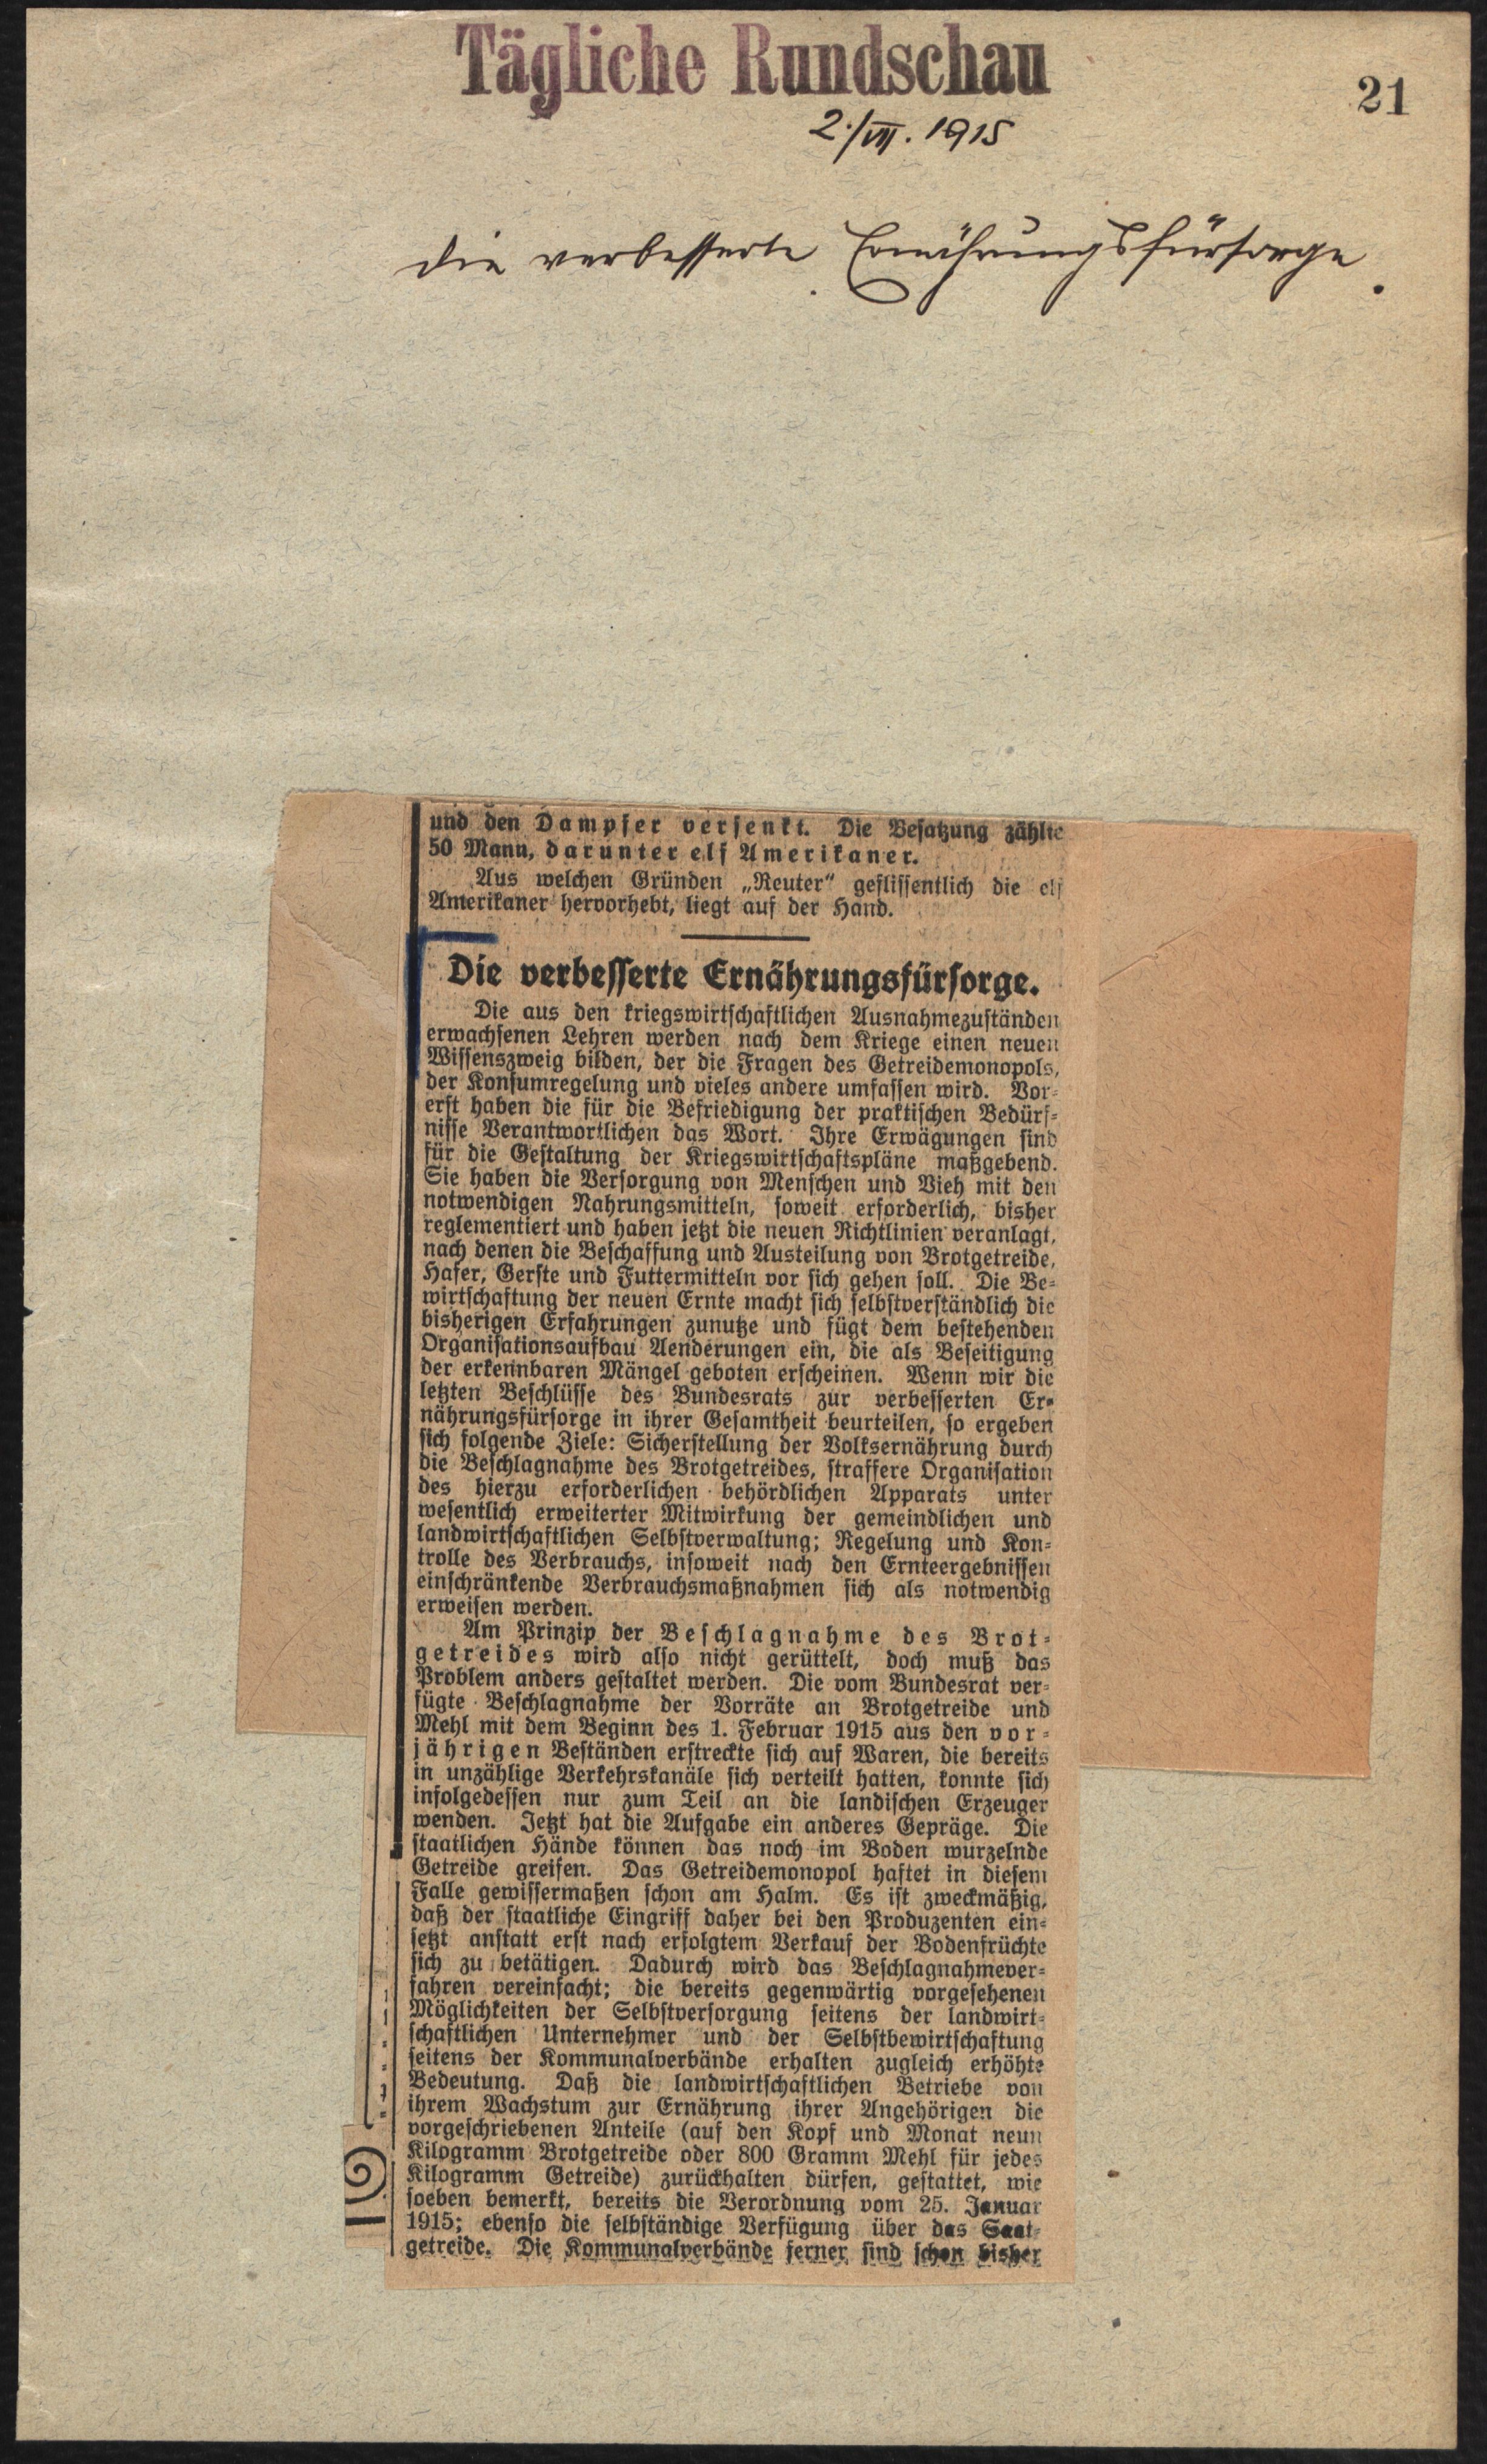 Tägliche Rundschau
21
2./VII. 1915
Die verbesserte Ernährungsfürsorge.
und den Dampfer versenkt. Die Besatzung zählte
50 Mann, darunter elf Amerikaner.
Aus welchen Gründen „Reuter“ geflissentlich die elf
Amerikaner hervorhebt, liegt auf der Hand.
Die verbesserte Ernährungsfürsorge.
Die aus den kriegswirtschaftlichen Ausnahmezuständen
erwachsenen Lehren werden nach dem Kriege einen neuen
Wissenszweig bilden, der die Fragen des Getreidemonopols,
der Konsumregelung und vieles andere umfassen wird. Vor-
erst haben die für die Befriedigung der praktischen Bedürf-
nisse Verantwortlichen das Wort. Ihre Erwägungen sind
für die Gestaltung der Kriegswirtschaftspläne maßgebend.
Sie haben die Versorgung von Menschen und Vieh mit den
notwendigen Nahrungsmitteln, soweit erforderlich, bisher
reglementiert und haben jetzt die neuen Richtlinien veranlagt,
nach denen die Beschaffung und Austeilung von Brotgetreide,
Hafer, Gerste und Futtermitteln vor sich gehen soll. Die Be-
wirtschaftung der neuen Ernte macht sich selbstverständlich die
bisherigen Erfahrungen zunutze und fügt dem bestehenden
Organisationsaufbau Aenderungen ein, die als Beseitigung
der erkennbaren Mängel geboten erscheinen. Wenn wir die
letzten Beschlüsse des Bundesrats zur verbesserten Er-
nährungsfürsorge in ihrer Gesamtheit beurteilen, so ergeben
sich folgende Ziele: Sicherstellung der Volksernährung durch
die Beschlagnahme des Brotgetreides, straffere Organisation
des hierzu erforderlichen behördlichen Apparats unter
wesentlich erweiterter Mitwirkung der gemeindlichen und
landwirtschaftlichen Selbstverwaltung; Regelung und Kon-
trolle des Verbrauchs, insoweit nach den Ernteergebnissen
einschränkende Verbrauchsmaßnahmen sich als notwendig
erweisen werden.
Am Prinzip der Beschlagnahme des Brot-
getreides wird also nicht gerüttelt, doch muß das
Problem anders gestaltet werden. Die vom Bundesrat ver-
fügte Beschlagnahme der Vorräte an Brotgetreide und
Mehl mit dem Beginn des 1. Februar 1915 aus den vor-
jährigen Beständen erstreckte sich auf Waren, die bereits
in unzählige Verkehrskanäle sich verteilt hatten, konnte sich
infolgedessen nur zum Teil an die landischen Erzeuger
wenden. Jetzt hat die Aufgabe ein anderes Gepräge. Die
staatlichen Hände können das noch im Boden wurzelnde
Getreide greifen. Das Getreidemonopol haftet in diesem
Falle gewissermaßen schon am Halm. Es ist zweckmäßig,
daß der staatliche Eingriff daher bei den Produzenten ein-
setzt anstatt erst nach erfolgtem Verkauf der Bodenfrüchte
sich zu betätigen. Dadurch wird das Beschlagnahmever-
fahren vereinfacht; die bereits gegenwärtig vorgesehenen
Möglichkeiten der Selbstversorgung seitens der landwirt-
schaftlichen Unternehmer und der Selbstbewirtschaftung
seitens der Kommunalverbände erhalten zugleich erhöhte
Bedeutung. Daß die landwirtschaftlichen Betriebe von
ihrem Wachstum zur Ernährung ihrer Angehörigen die
vorgeschriebenen Anteile (auf den Kopf und Monat neun
Kilogramm Brotgetreide oder 800 Gramm Mehl für jedes
Kilogramm Getreide) zurückhalten dürfen, gestattet, wie
soeben bemerkt, bereits die Verordnung vom 25. Januar
1915; ebenso die selbständige Verfügung über das Saat-
getreide. Die Kommunalverbände ferner sind schon bisher